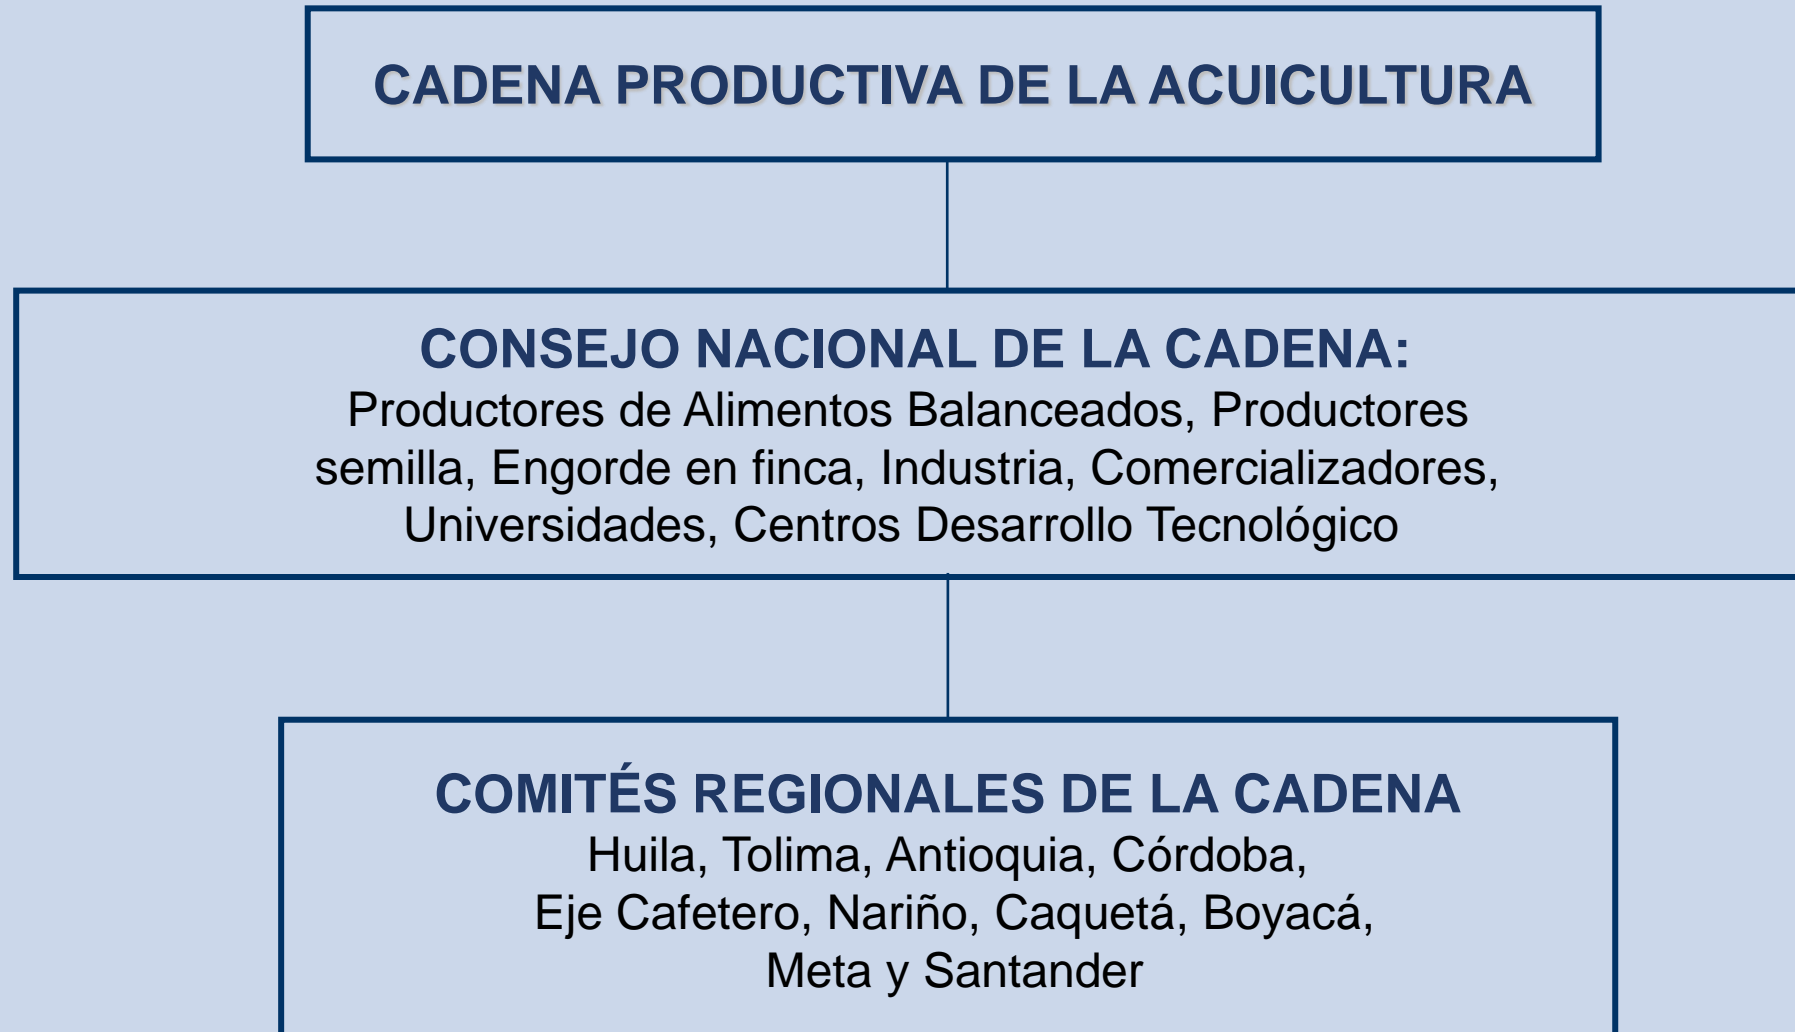 CADENA PRODUCTIVA DE LA ACUICULTURA
CONSEJO NACIONAL DE LA CADENA:
Productores de Alimentos Balanceados, Productores
semilla, Engorde en finca, Industria, Comercializadores,
Universidades, Centros Desarrollo Tecnológico
COMITÉS REGIONALES DE LA CADENA
Huila, Tolima, Antioquia, Córdoba,
Eje Cafetero, Nariño, Caquetá, Boyacá,
Meta y Santander